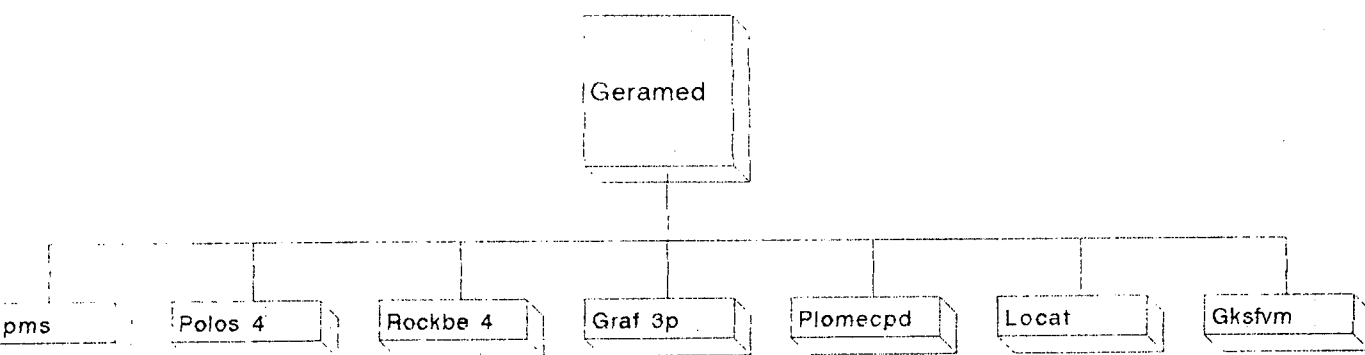 Geramed
pms
Polos 4
Rockbe 4
Graf 3p
Plomecpd
Locat
Gksfvm